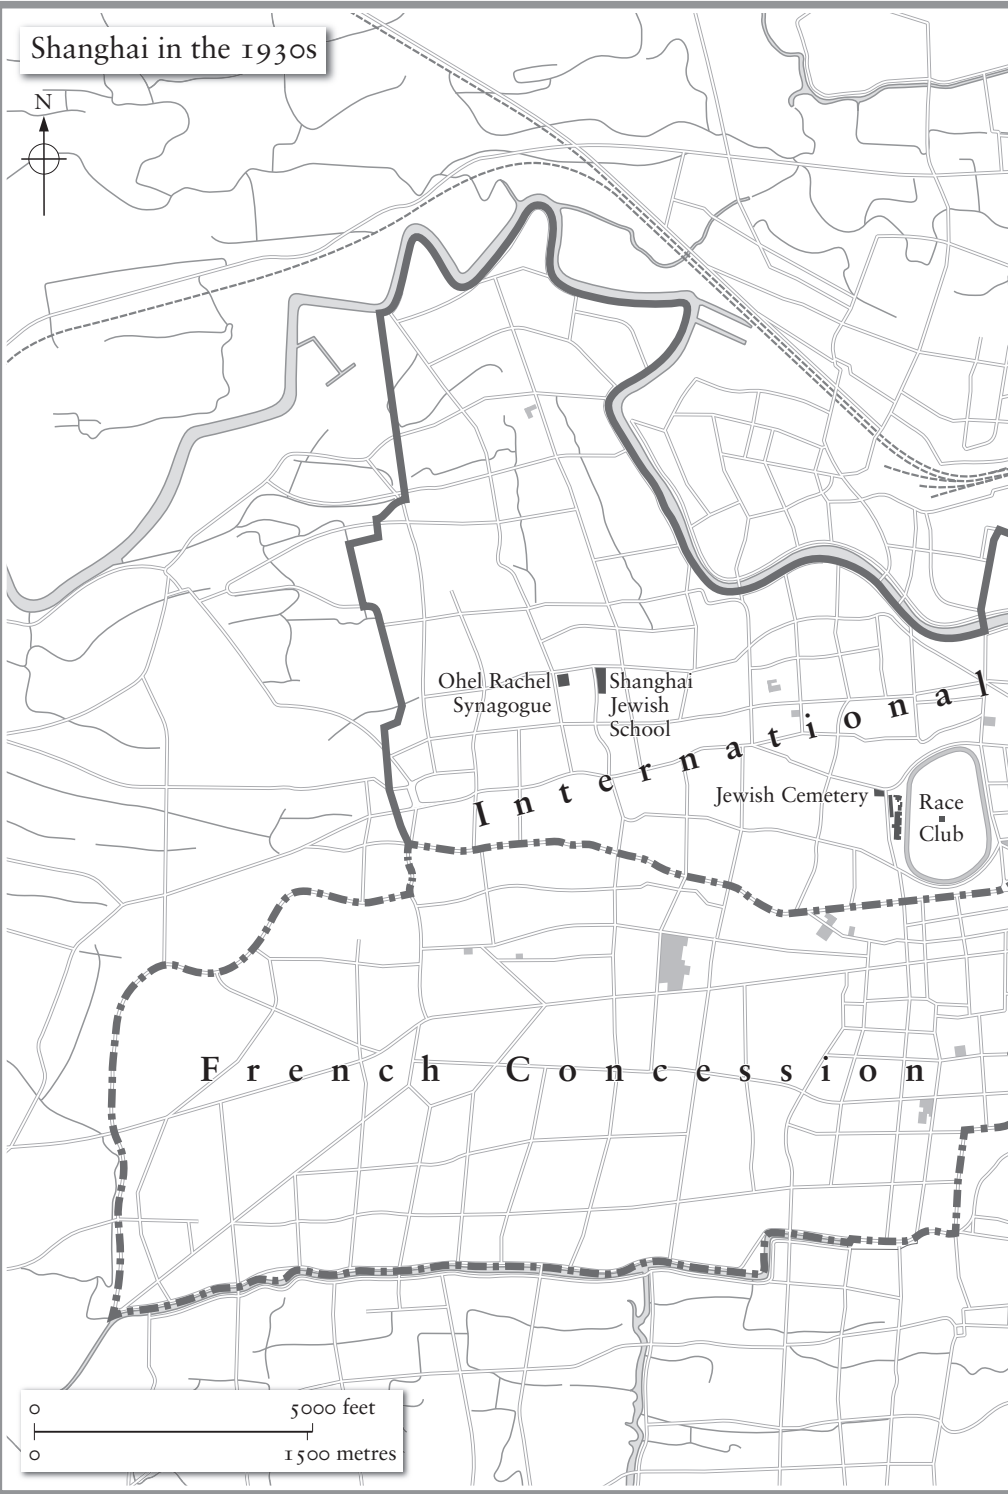 Shanghai in the 1930s
N
Ohel Rachel
Synagogue
Shanghai
Jewish
School
International
Jewish Cemetery
Race
Club
French Concession
0 5000 feet
0 1500 metres